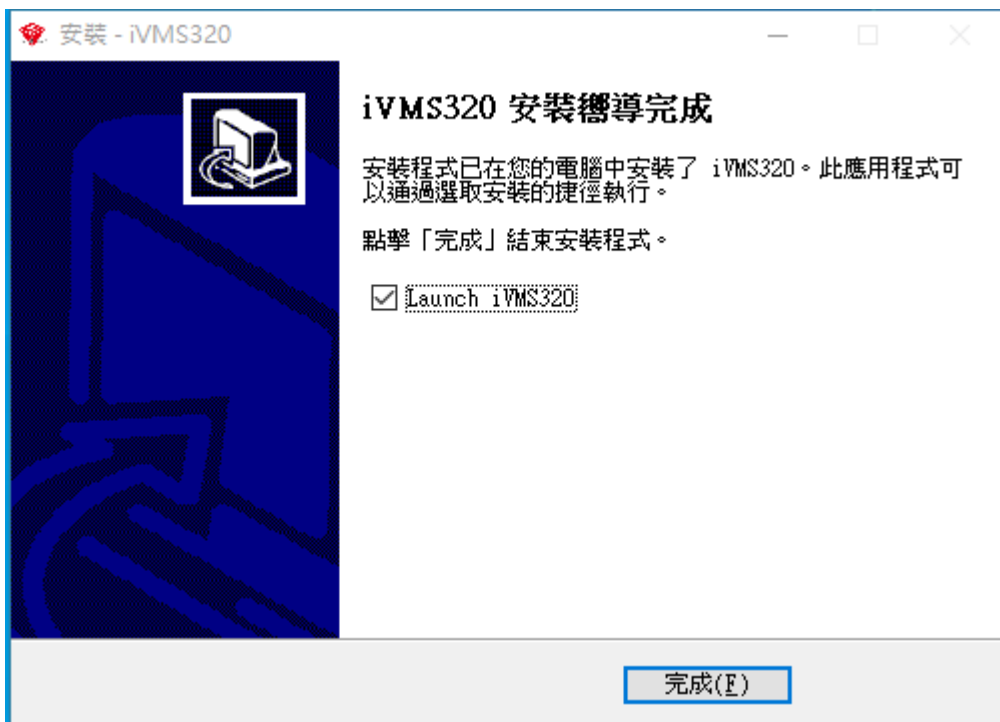 安裝 - iVMS320
iVMS320 安裝嚮導完成
安裝程式已在您的電腦中安裝了 iVMS320。此應用程式可
以通過選取安裝的捷徑執行。
點擊「完成」結束安裝程式。
Launch iVMS320
完成(F)